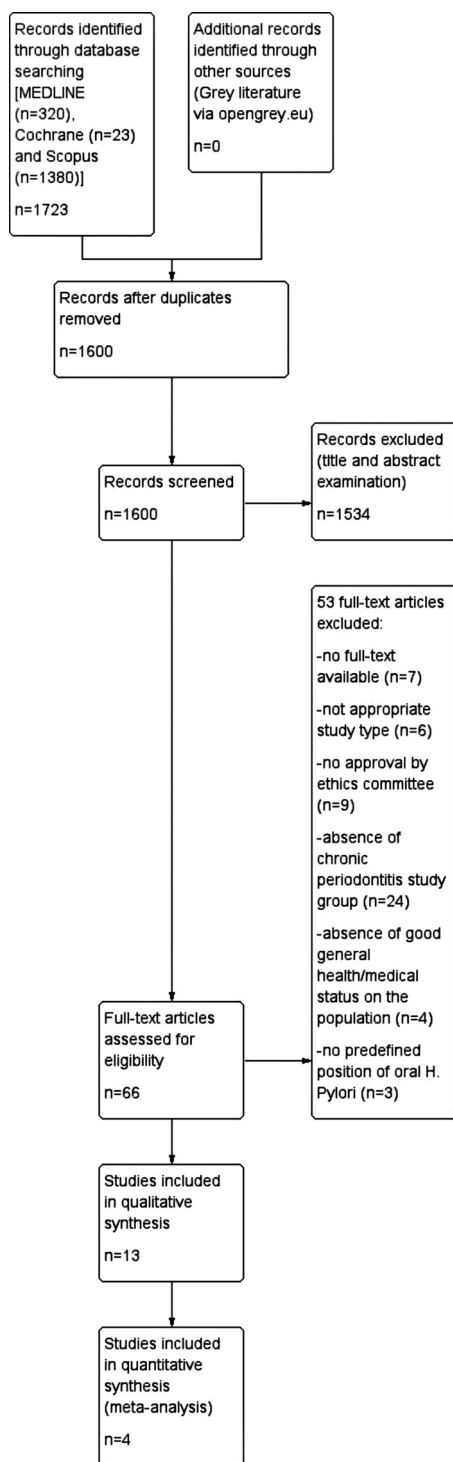 Records identified
through database
searching
[MEDLINE
(n=320),
Cochrane (n=23)
and Scopus
(n=1380)]
n=1723
Additional records
identified through
other sources
(Grey literature
via opengrey.eu)
n=0
Records after duplicates
removed
n=1600
Records screened
n=1600
Records excluded
(title and abstract
examination)
n=1534
53 full-text articles
excluded:
-no full-text
available (n=7)
-not appropriate
study type (n=6)
-no approval by
ethics committee
(n=9)
-absence of
chronic
periodontitis study
group (n=24)
-absence of good
general
health/medical
status on the
population (n=4)
-no predefined
position of oral H.
Pylori (n=3)
Full-text articles
assessed for
eligibility
n=66
Studies included
in qualitative
synthesis
n=13
Studies included
in quantitative
synthesis
(meta-analysis)
n=4